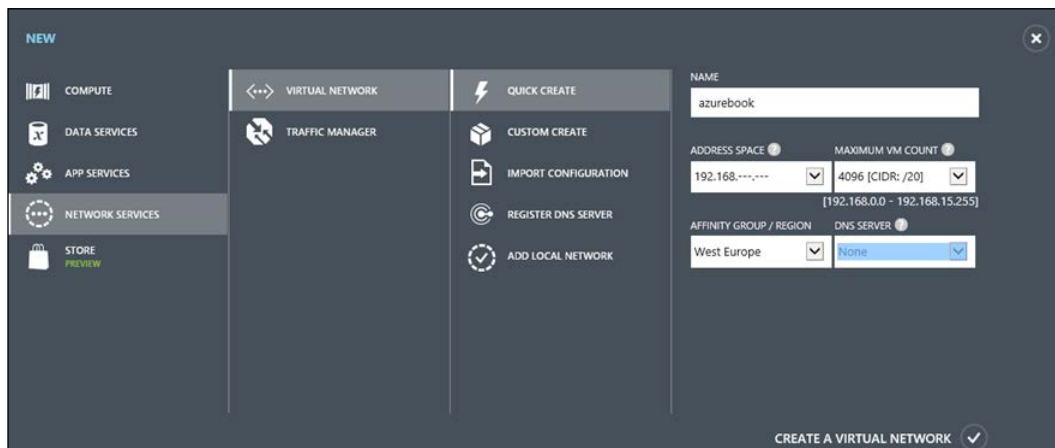 NEW
COMPUTE
DATA SERVICES
APP SERVICES
NETWORK SERVICES
STORE
PREVIEW
VIRTUAL NETWORK
TRAFFIC MANAGER
QUICK CREATE
CUSTOM CREATE
IMPORT CONFIGURATION
REGISTER DNS SERVER
ADD LOCAL NETWORK
NAME
azurebook
ADDRESS SPACE ? MAXIMUM VM COUNT ?
192.168.---.--- 4096 [CIDR: /20]
[192.168.0.0 - 192.168.15.255]
AFFINITY GROUP / REGION DNS SERVER ?
West Europe None
CREATE A VIRTUAL NETWORK